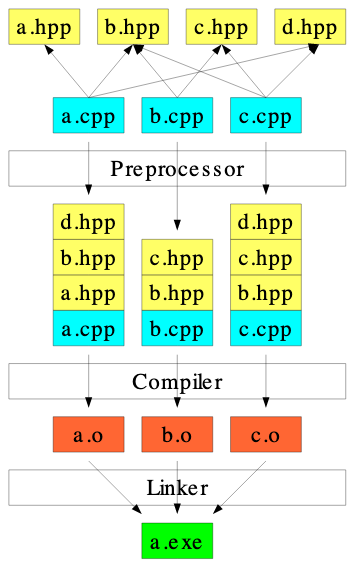 a.hpp b.hpp c.hpp d.hpp
a.cpp b.cpp c.cpp
Preprocessor
d.hpp d.hpp
b.hpp c.hpp c.hpp
a.hpp b.hpp b.hpp
a.cpp b.cpp c.cpp
Compiler
a.o b.o c.o
Linker
a.exe